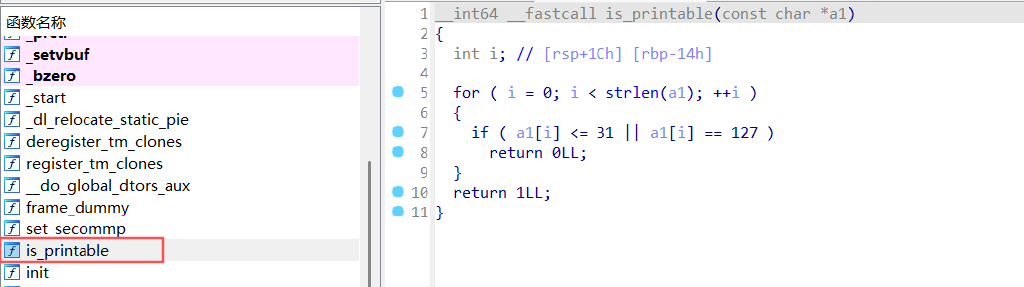 函数名称
f _setvbuf
f _bzero
f _start
f _dl_relocate_static_pie
f deregister_tm_clones
f register_tm_clones
f __do_global_dtors_aux
f frame_dummy
f set_secommp
f is_printable
f init
1 __int64 __fastcall is_printable(const char *a1)
2 {
3 int i; // [rsp+1Ch] [rbp-14h]
4
5 for ( i = 0; i < strlen(a1); ++i )
6 {
7 if ( a1[i] <= 31 || a1[i] == 127 )
8 return 0LL;
9 }
10 return 1LL;
11 }